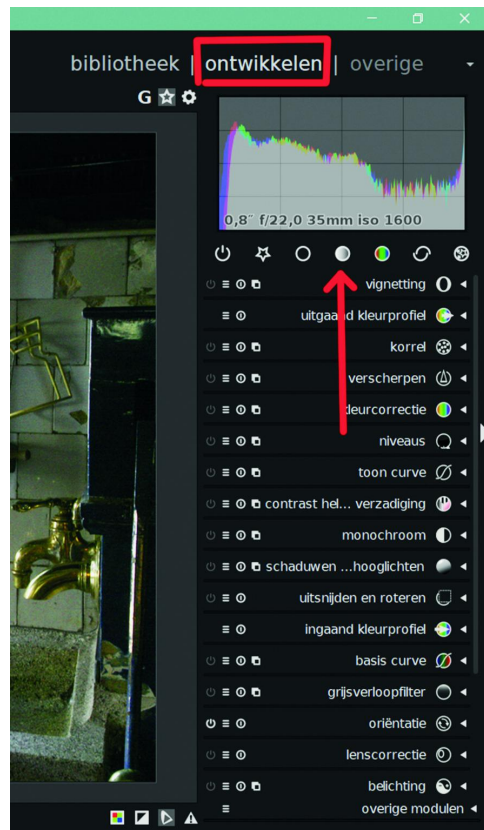 bibliotheek | ontwikkelen | overige
G
0,8" f/22,0 35mm iso 1600
vignetting
uitgaand kleurprofiel
korrel
verscherpen
kleurcorrectie
niveaus
toon curve
contrast hel... verzadiging
monochroom
schaduwen ...hooglichten
uitsnijden en roteren
ingaand kleurprofiel
basis curve
grijsverloopfilter
oriëntatie
lenscorrectie
belichting
overige modulen